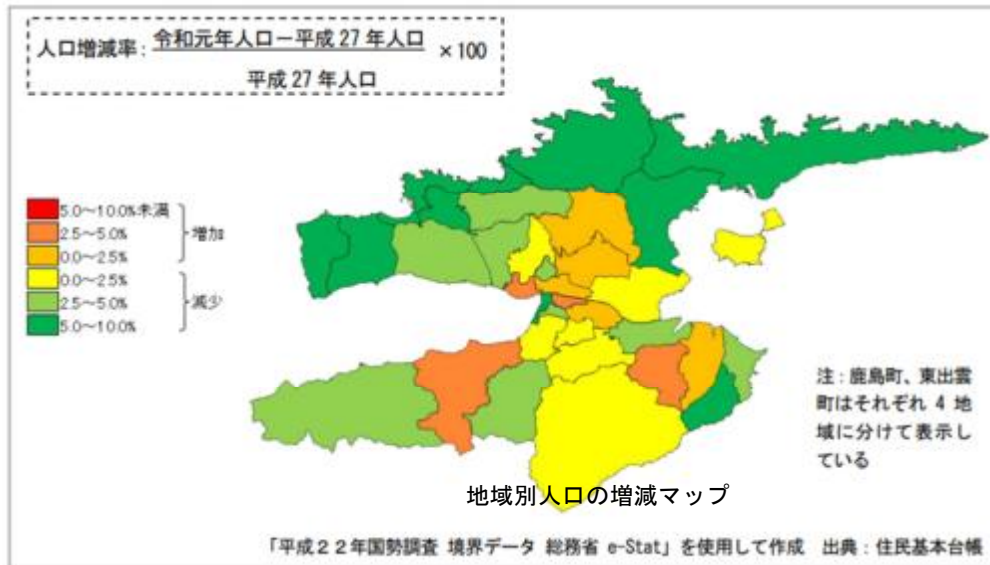 人口増減率：令和元年人口－平成 27 年人口
平成 27 年人口
×100
5.0～10.0%未満
2.5～5.0%
0.0～2.5%
増加
0.0～2.5%
2.5～5.0%
5.0～10.0%
減少
注：鹿島町、東出雲
町はそれぞれ 4 地
域に分けて表示し
ている
地域別人口の増減マップ
「平成２２年国勢調査 境界データ 総務省 e-Stat」を使用して作成 出典：住民基本台帳